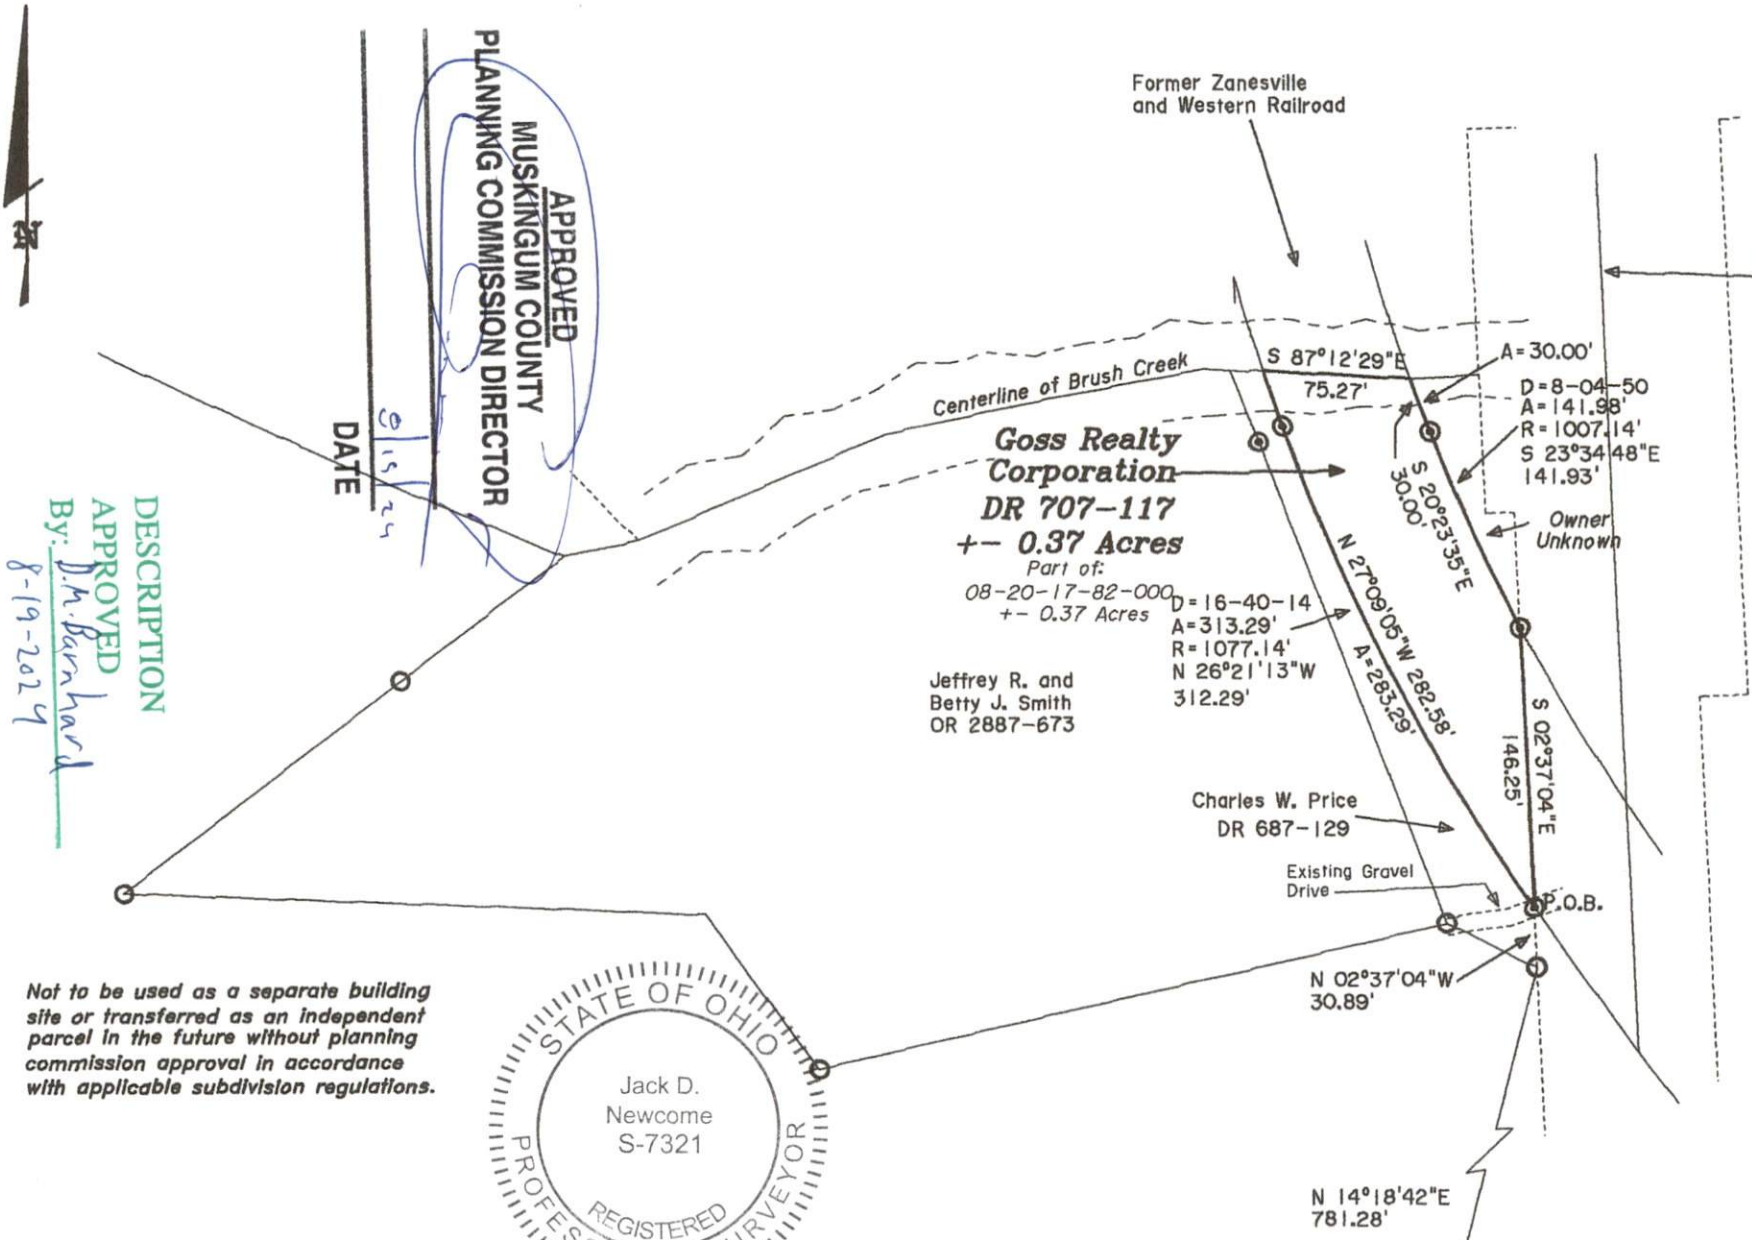 Former Zanesville
and Western Railroad
APPROVED
MUSKINGUM COUNTY
PLANNING COMMISSION DIRECTOR
DATE
DESCRIPTION
APPROVED
By: D.M. Barnhard
8-19-2024
Centerline of Brush Creek
S 87°12'29"E
75.27'
A=30.00'
D=8-04-50
A=141.98'
R=1007.14'
S 23°34'48"E
141.93'
Goss Realty
Corporation
DR 707-117
+- 0.37 Acres
Part of:
08-20-17-82-000
+- 0.37 Acres
S 20°23'35"E
30.00'
Owner
Unknown
D=16-40-14
A=313.29'
R=1077.14'
N 26°21'13"W
312.29'
N 27°09'05"W 282.58'
A=283.29'
Jeffrey R. and
Betty J. Smith
OR 2887-673
S 02°37'04"E
146.25'
Charles W. Price
DR 687-129
Existing Gravel
Drive
P.O.B.
N 02°37'04"W
30.89'
Not to be used as a separate building
site or transferred as an independent
parcel in the future without planning
commission approval in accordance
with applicable subdivision regulations.
STATE OF OHIO
Jack D.
Newcome
S-7321
REGISTERED
N 14°18'42"E
781.28'